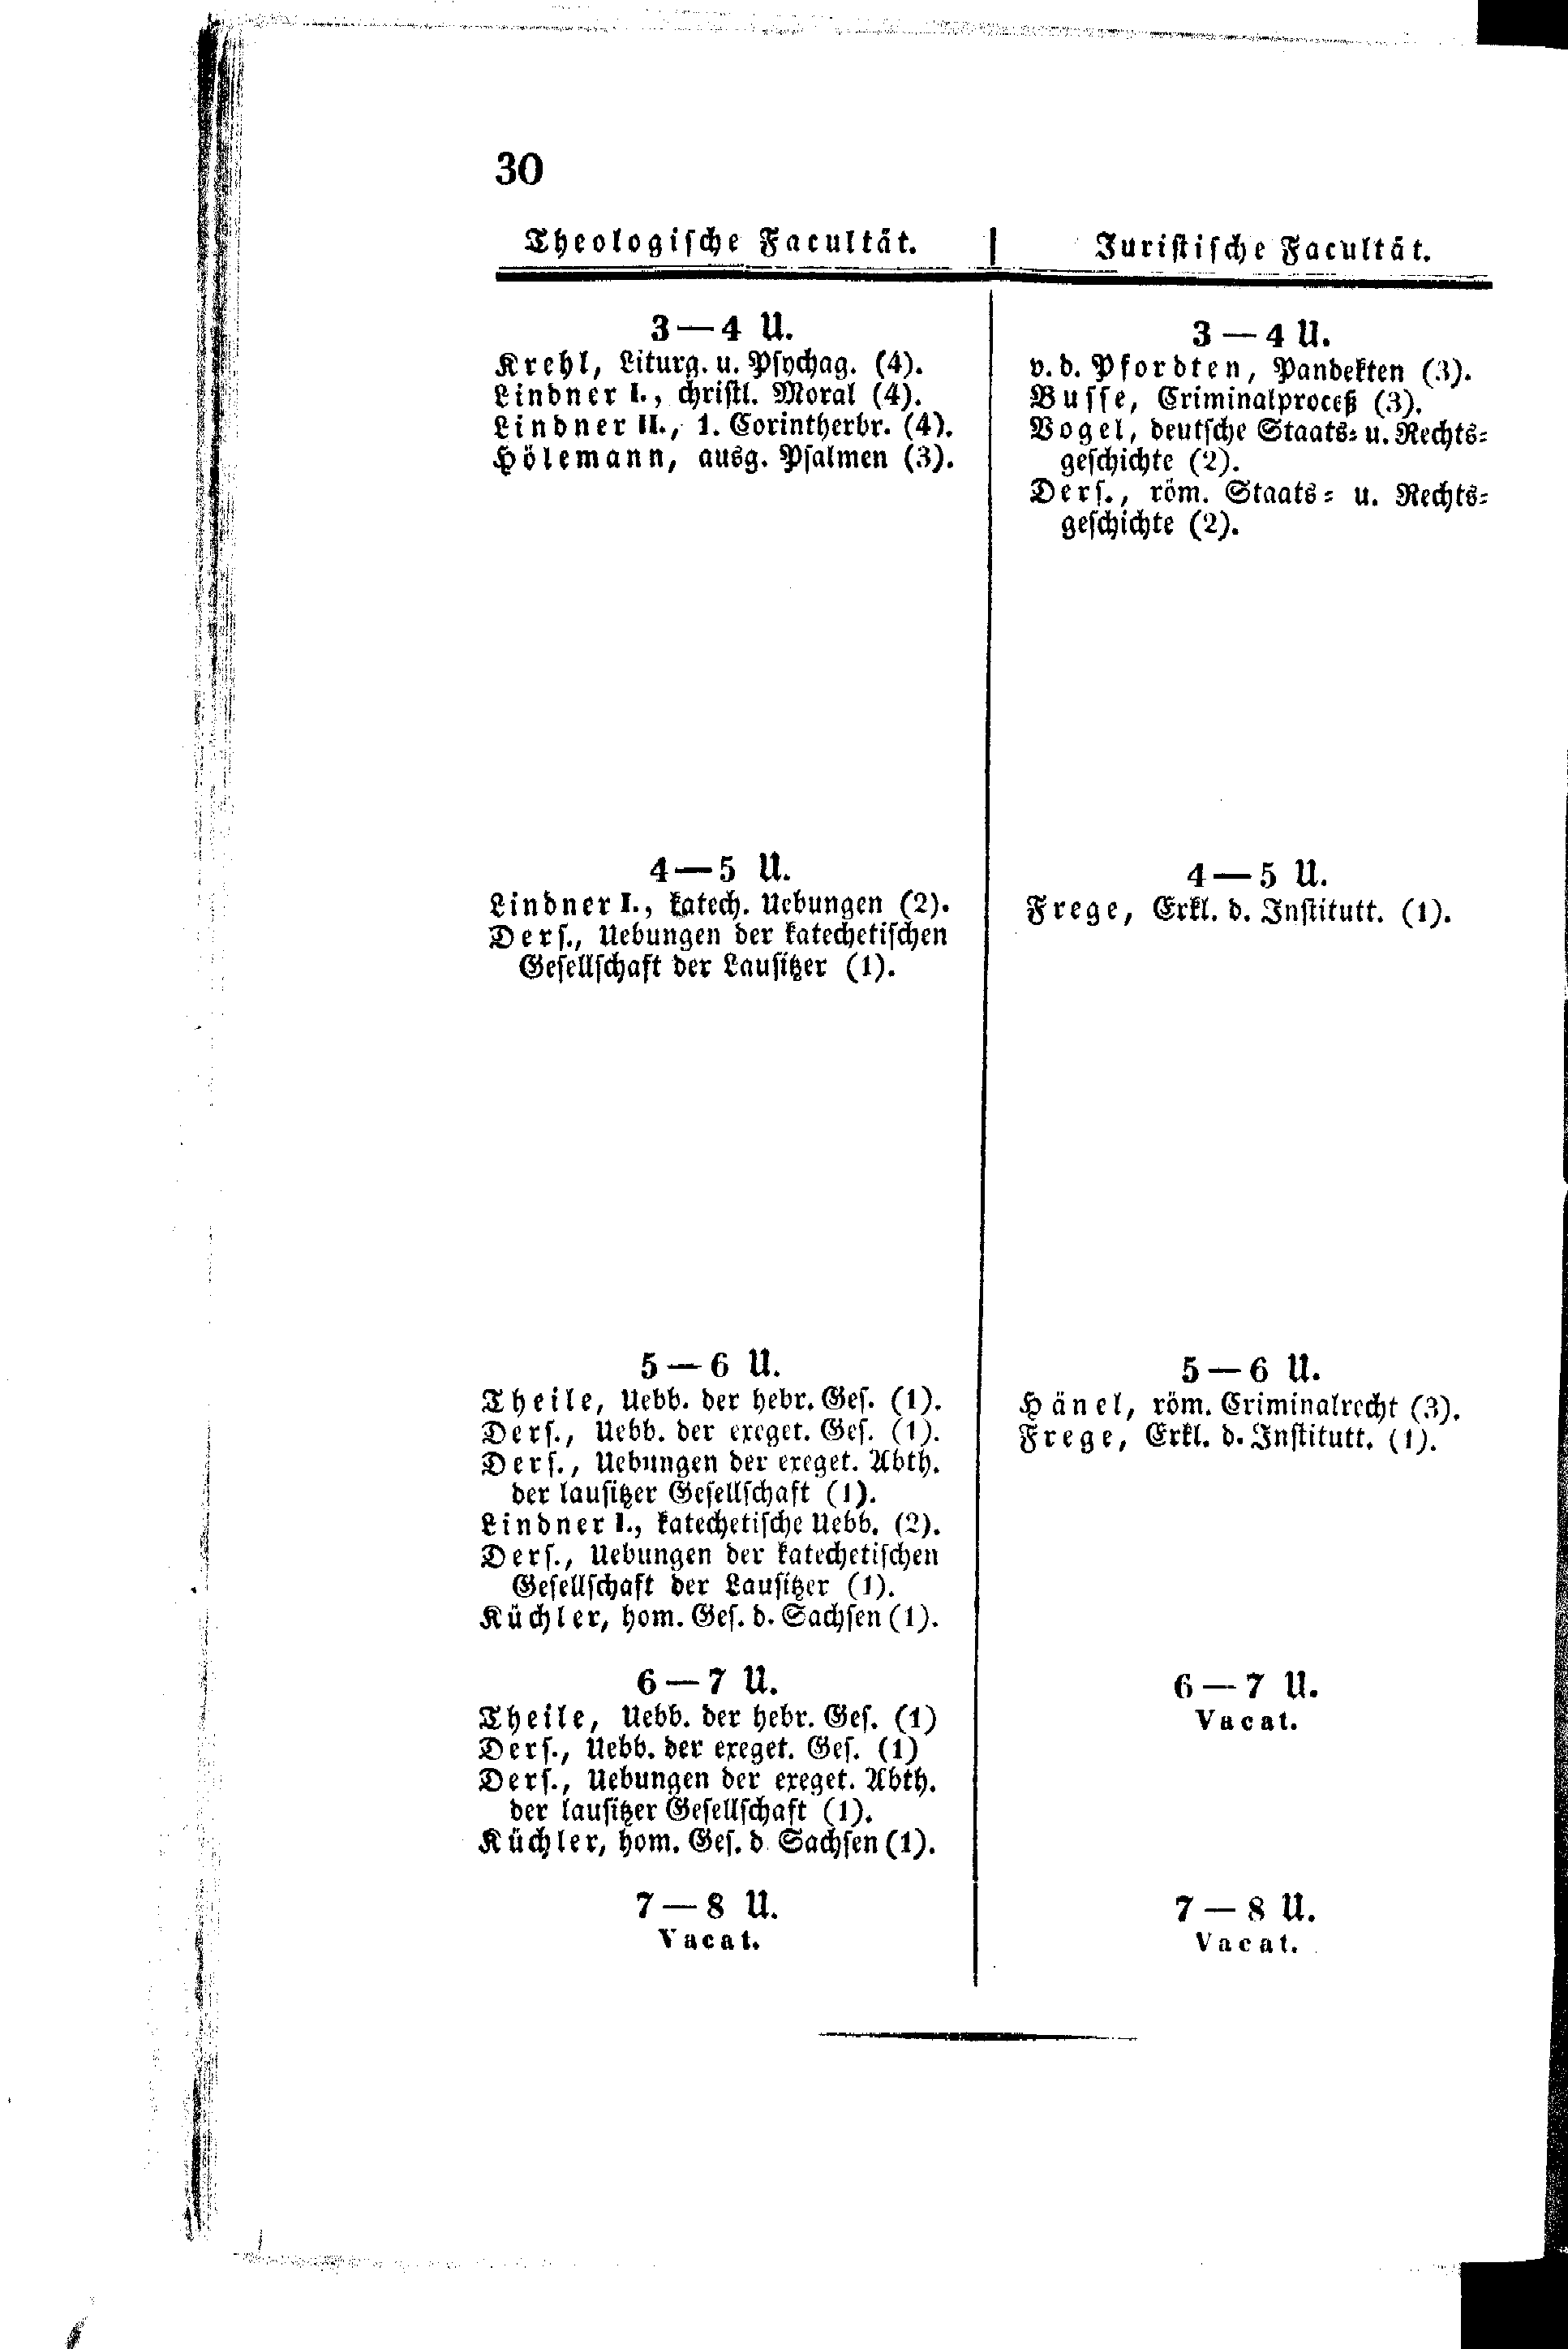 30
Theologische Facultät.
3—4 U.
Krehl, Liturg. u. Psychag. (4).
Lindner I., christl. Moral (4).
Lindner II., 1. Corintherbr. (4).
Hölemann, ausg. Psalmen (3).
4—5 U.
Lindner I., katech. Uebungen (2).
Ders., Uebungen der katechetischen
Gesellschaft der Lausitzer (1).
5—6 U.
Theile, Uebb. der hebr. Ges. (1).
Ders., Uebb. der exeget. Ges. (1).
Ders., Uebungen der exeget. Abth.
der lausitzer Gesellschaft (1).
Lindner I., katechetische Uebb. (2).
Ders., Uebungen der katechetischen
Gesellschaft der Lausitzer (1).
Küchler, hom. Ges. d. Sachsen (1).
6—7 U.
Theile, Uebb. der hebr. Ges. (1)
Ders., Uebb. der exeget. Ges. (1)
Ders., Uebungen der exeget. Abth.
der lausitzer Gesellschaft (1).
Küchler, hom. Ges. d Sachsen (1).
7—8 U.
Vacat.
Juristische Facultät.
3—4 U.
v. d. Pfordten, Pandekten (3).
Busse, Criminalproceß (3).
Vogel, deutsche Staats- u. Rechts-
geschichte (2).
Ders., röm. Staats- u. Rechts-
geschichte (2).
4—5 U.
Frege, Erkl. d. Institutt. (1).
5—6 U.
Hänel, röm. Criminalrecht (3).
Frege, Erkl. d. Institutt. (1).
6—7 U.
Vacat.
7—8 U.
Vacat.